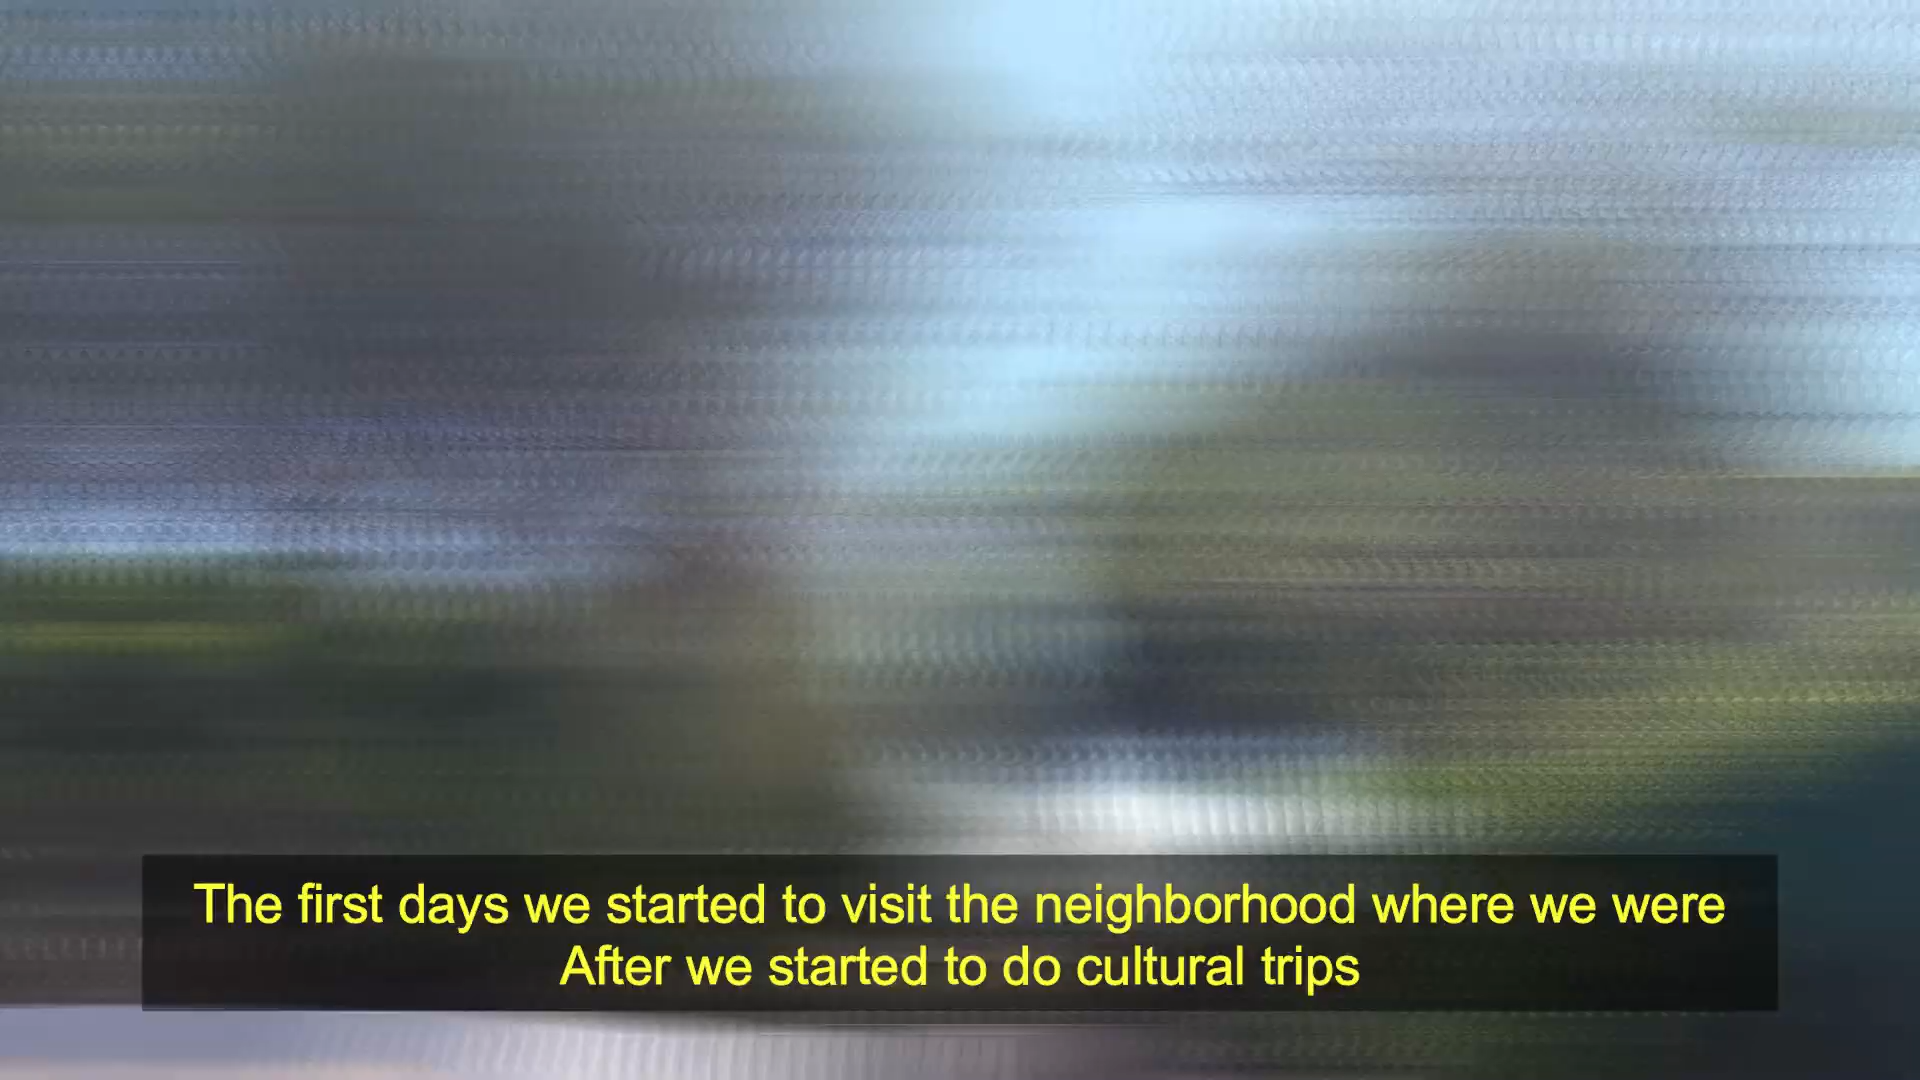 The first days we started to visit the neighborhood where we were
After we started to do cultural trips